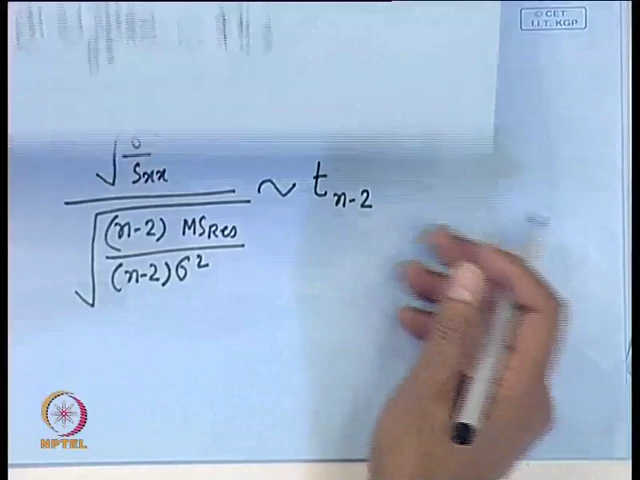 © CET
I.I.T. KGP
√ Sxx
√ (n-2) MSRes / (n-2)σ² ~ t n-2
NPTEL